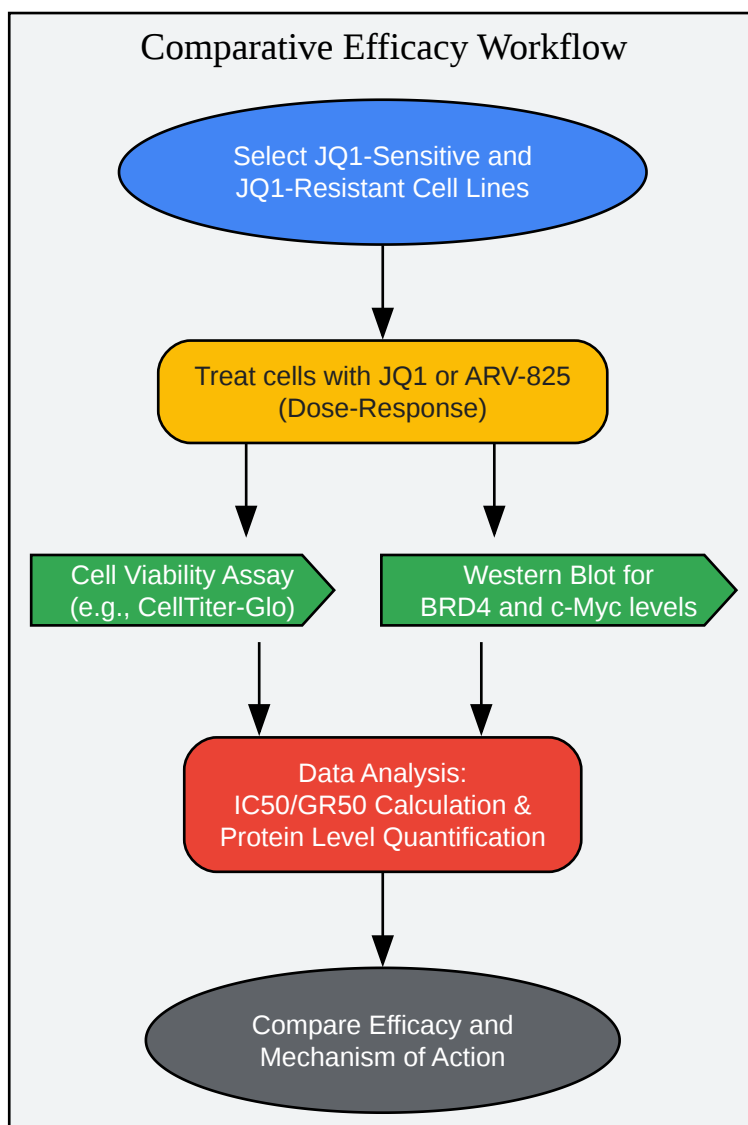 Comparative Efficacy Workflow
Select JQ1-Sensitive and
JQ1-Resistant Cell Lines
Treat cells with JQ1 or ARV-825
(Dose-Response)
Cell Viability Assay
(e.g., CellTiter-Glo)
Western Blot for
BRD4 and c-Myc levels
Data Analysis:
IC50/GR50 Calculation &
Protein Level Quantification
Compare Efficacy and
Mechanism of Action